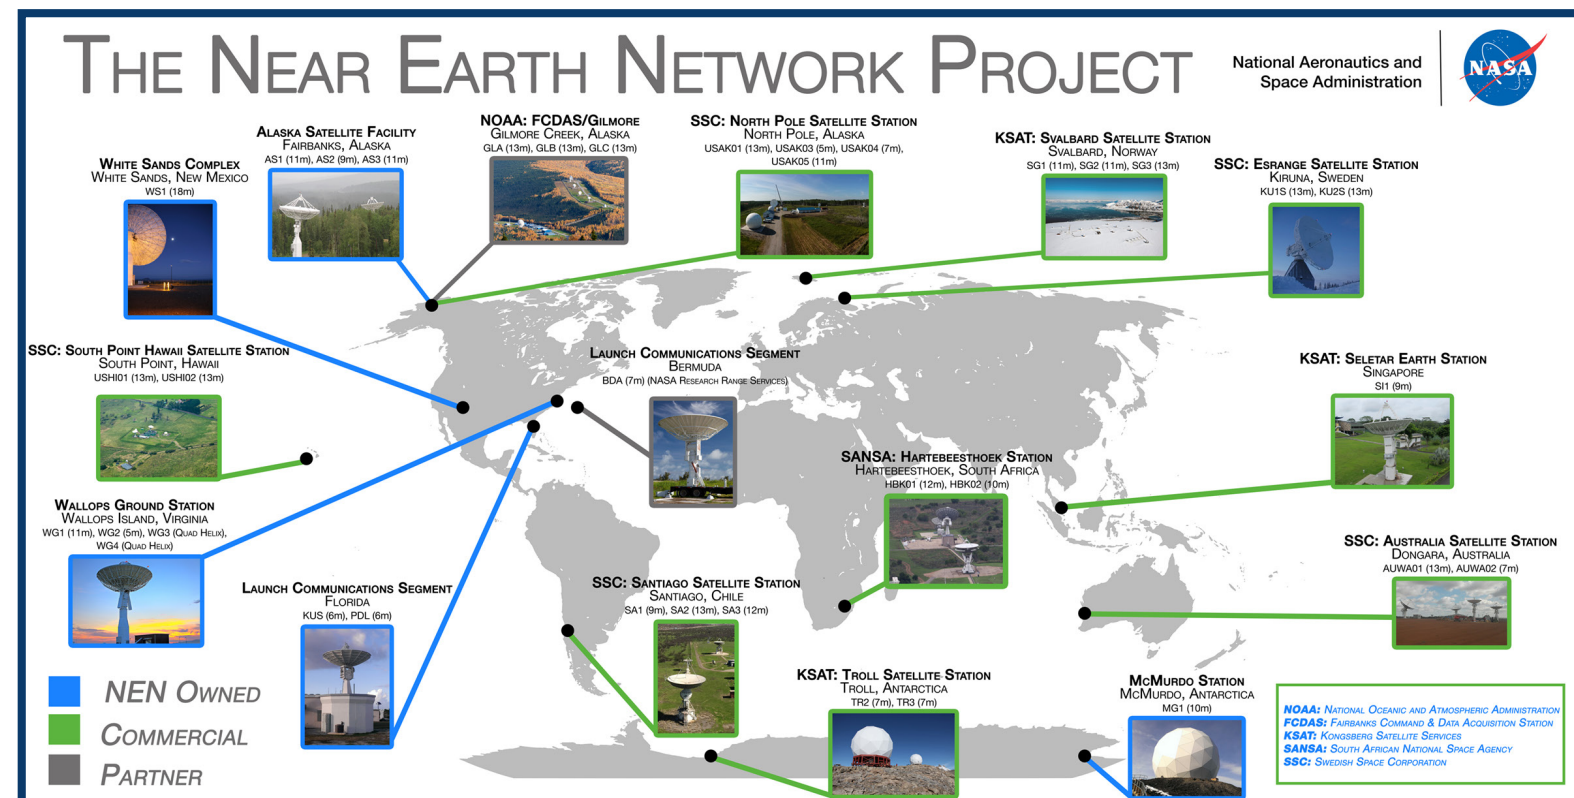 THE NEAR EARTH NETWORK PROJECT
National Aeronautics and
Space Administration
NASA
WHITE SANDS COMPLEX
WHITE SANDS, NEW MEXICO
WS1 (18m)
ALASKA SATELLITE FACILITY
FAIRBANKS, ALASKA
AS1 (11m), AS2 (9m), AS3 (11m)
NOAA: FCDAS/GILMORE
GILMORE CREEK, ALASKA
GLA (13m), GLB (13m), GLC (13m)
SSC: NORTH POLE SATELLITE STATION
NORTH POLE, ALASKA
USAK01 (13m), USAK03 (5m), USAK04 (7m),
USAK05 (11m)
KSAT: SVALBARD SATELLITE STATION
SVALBARD, NORWAY
SG1 (11m), SG2 (11m), SG3 (13m)
SSC: ESRANGE SATELLITE STATION
KIRUNA, SWEDEN
KU1S (13m), KU2S (13m)
SSC: SOUTH POINT HAWAII SATELLITE STATION
SOUTH POINT, HAWAII
USHI01 (13m), USHI02 (13m)
LAUNCH COMMUNICATIONS SEGMENT
BERMUDA
BDA (7m) (NASA RESEARCH RANGE SERVICES)
KSAT: SELETAR EARTH STATION
SINGAPORE
SI1 (9m)
SANSA: HARTEBEESTHOEK STATION
HARTEBEESTHOEK, SOUTH AFRICA
HBK01 (12m), HBK02 (10m)
WALLOPS GROUND STATION
WALLOPS ISLAND, VIRGINIA
WG1 (11m), WG2 (5m), WG3 (QUAD HELIX),
WG4 (QUAD HELIX)
SSC: AUSTRALIA SATELLITE STATION
DONGARA, AUSTRALIA
AUWA01 (13m), AUWA02 (7m)
LAUNCH COMMUNICATIONS SEGMENT
FLORIDA
KUS (6m), PDL (6m)
SSC: SANTIAGO SATELLITE STATION
SANTIAGO, CHILE
SA1 (9m), SA2 (13m), SA3 (12m)
KSAT: TROLL SATELLITE STATION
TROLL, ANTARCTICA
TR2 (7m), TR3 (7m)
MCMURDO STATION
MCMURDO, ANTARCTICA
MG1 (10m)
NEN OWNED
COMMERCIAL
PARTNER
NOAA: NATIONAL OCEANIC AND ATMOSPHERIC ADMINISTRATION
FCDAS: FAIRBANKS COMMAND & DATA ACQUISITION STATION
KSAT: KONGSBERG SATELLITE SERVICES
SANSA: SOUTH AFRICAN NATIONAL SPACE AGENCY
SSC: SWEDISH SPACE CORPORATION